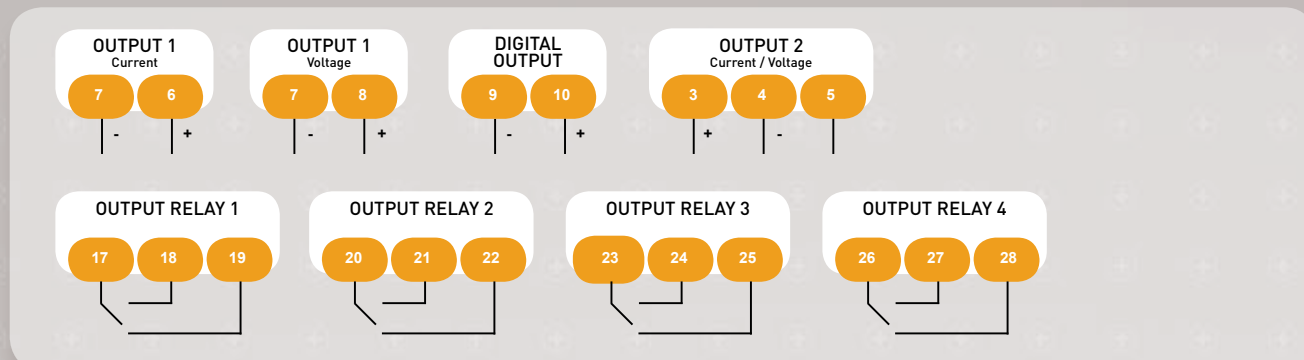 OUTPUT 1
Current
7 6
- +
OUTPUT 1
Voltage
7 8
- +
DIGITAL
OUTPUT
9 10
- +
OUTPUT 2
Current / Voltage
3 4 5
+ -
OUTPUT RELAY 1
17 18 19
OUTPUT RELAY 2
20 21 22
OUTPUT RELAY 3
23 24 25
OUTPUT RELAY 4
26 27 28